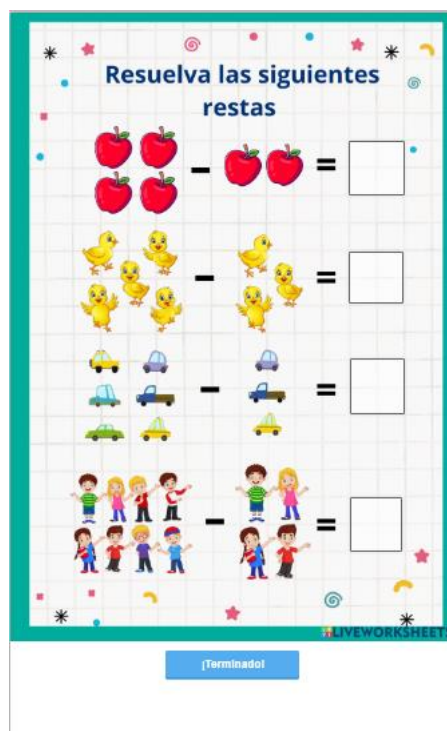 Resuelva las siguientes
restas
- =
- =
- =
- =
LIVEWORKSHEETS
¡Terminado!